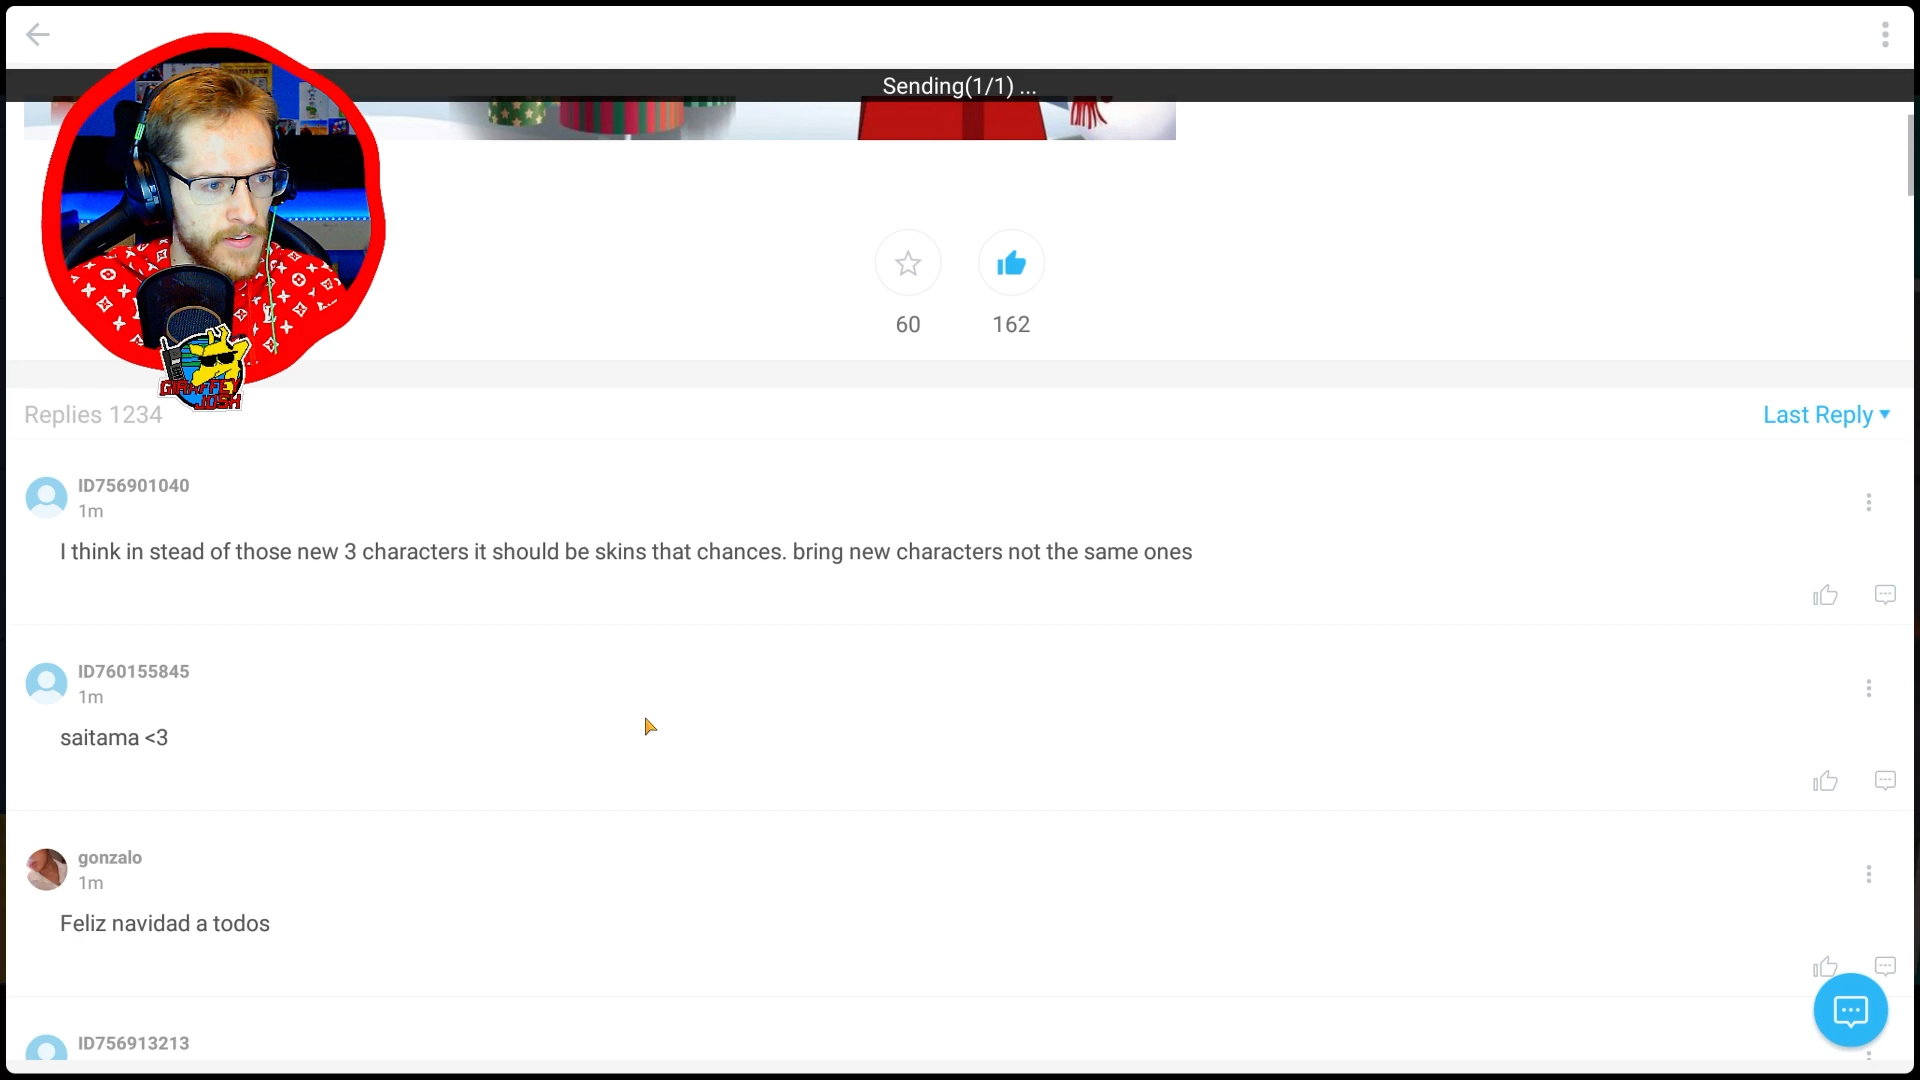 Sending(1/1) ...
60
162
GIRAFFEY
JOSH
Replies 1234
Last Reply
ID756901040
1m
I think in stead of those new 3 characters it should be skins that chances. bring new characters not the same ones
ID760155845
1m
saitama <3
gonzalo
1m
Feliz navidad a todos
ID756913213